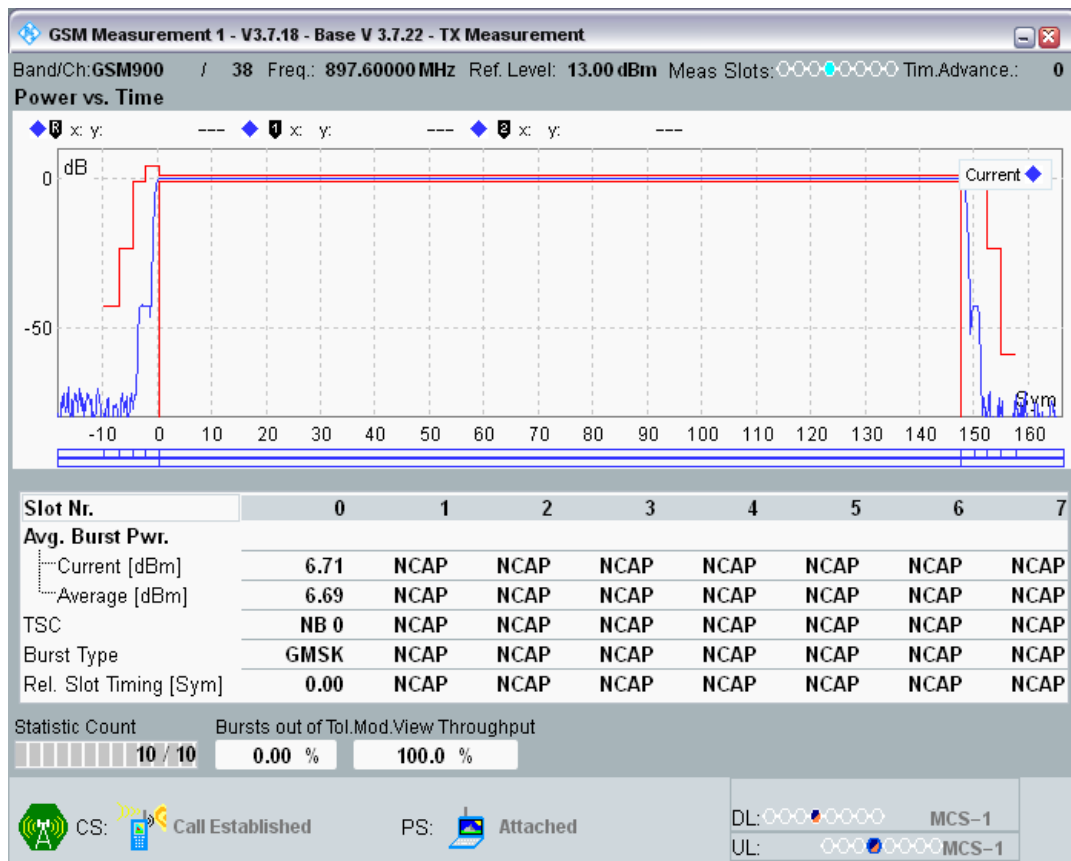 GSM Measurement 1 - V3.7.18 - Base V 3.7.22 - TX Measurement
Band/Ch:GSM900 / 38 Freq.: 897.60000 MHz Ref. Level: 13.00 dBm Meas Slots: Tim.Advance.: 0
Power vs. Time
R x: y: --- 1 x: y: --- 2 x: y: ---
dB
Current
0
-50
Sym
-10 0 10 20 30 40 50 60 70 80 90 100 110 120 130 140 150 160
Slot Nr. 0 1 2 3 4 5 6 7
Avg. Burst Pwr.
Current [dBm] 6.71 NCAP NCAP NCAP NCAP NCAP NCAP NCAP
Average [dBm] 6.69 NCAP NCAP NCAP NCAP NCAP NCAP NCAP
TSC NB 0 NCAP NCAP NCAP NCAP NCAP NCAP NCAP
Burst Type GMSK NCAP NCAP NCAP NCAP NCAP NCAP NCAP
Rel. Slot Timing [Sym] 0.00 NCAP NCAP NCAP NCAP NCAP NCAP NCAP
Statistic Count Bursts out of Tol.Mod.View Throughput
10 / 10 0.00 % 100.0 %
CS: Call Established PS: Attached
DL: MCS-1
UL: MCS-1